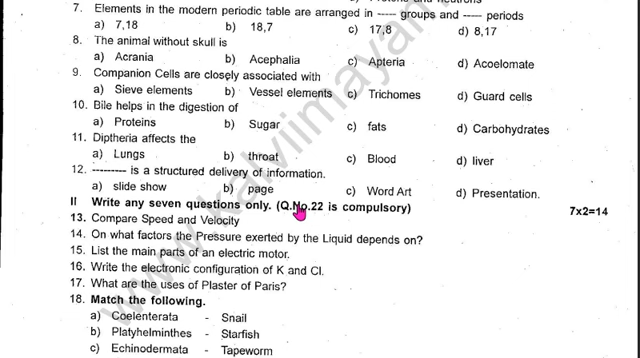 7. Elements in the modern periodic table are arranged in ----- groups and ----- periods
a) 7,18 b) 18,7 c) 17,8 d) 8,17
8. The animal without skull is
a) Acrania b) Acephalia c) Apteria d) Acoelomate
9. Companion Cells are closely associated with
a) Sieve elements b) Vessel elements c) Trichomes d) Guard cells
10. Bile helps in the digestion of
a) Proteins b) Sugar c) fats d) Carbohydrates
11. Diptheria affects the
a) Lungs b) throat c) Blood d) liver
12. --------- is a structured delivery of information.
a) slide show b) page c) Word Art d) Presentation.
II Write any seven questions only. (Q.No.22 is compulsory) 7x2=14
13. Compare Speed and Velocity
14. On what factors the Pressure exerted by the Liquid depends on?
15. List the main parts of an electric motor.
16. Write the electronic configuration of K and Cl.
17. What are the uses of Plaster of Paris?
18. Match the following.
a) Coelenterata - Snail
b) Platyhelminthes - Starfish
c) Echinodermata - Tapeworm